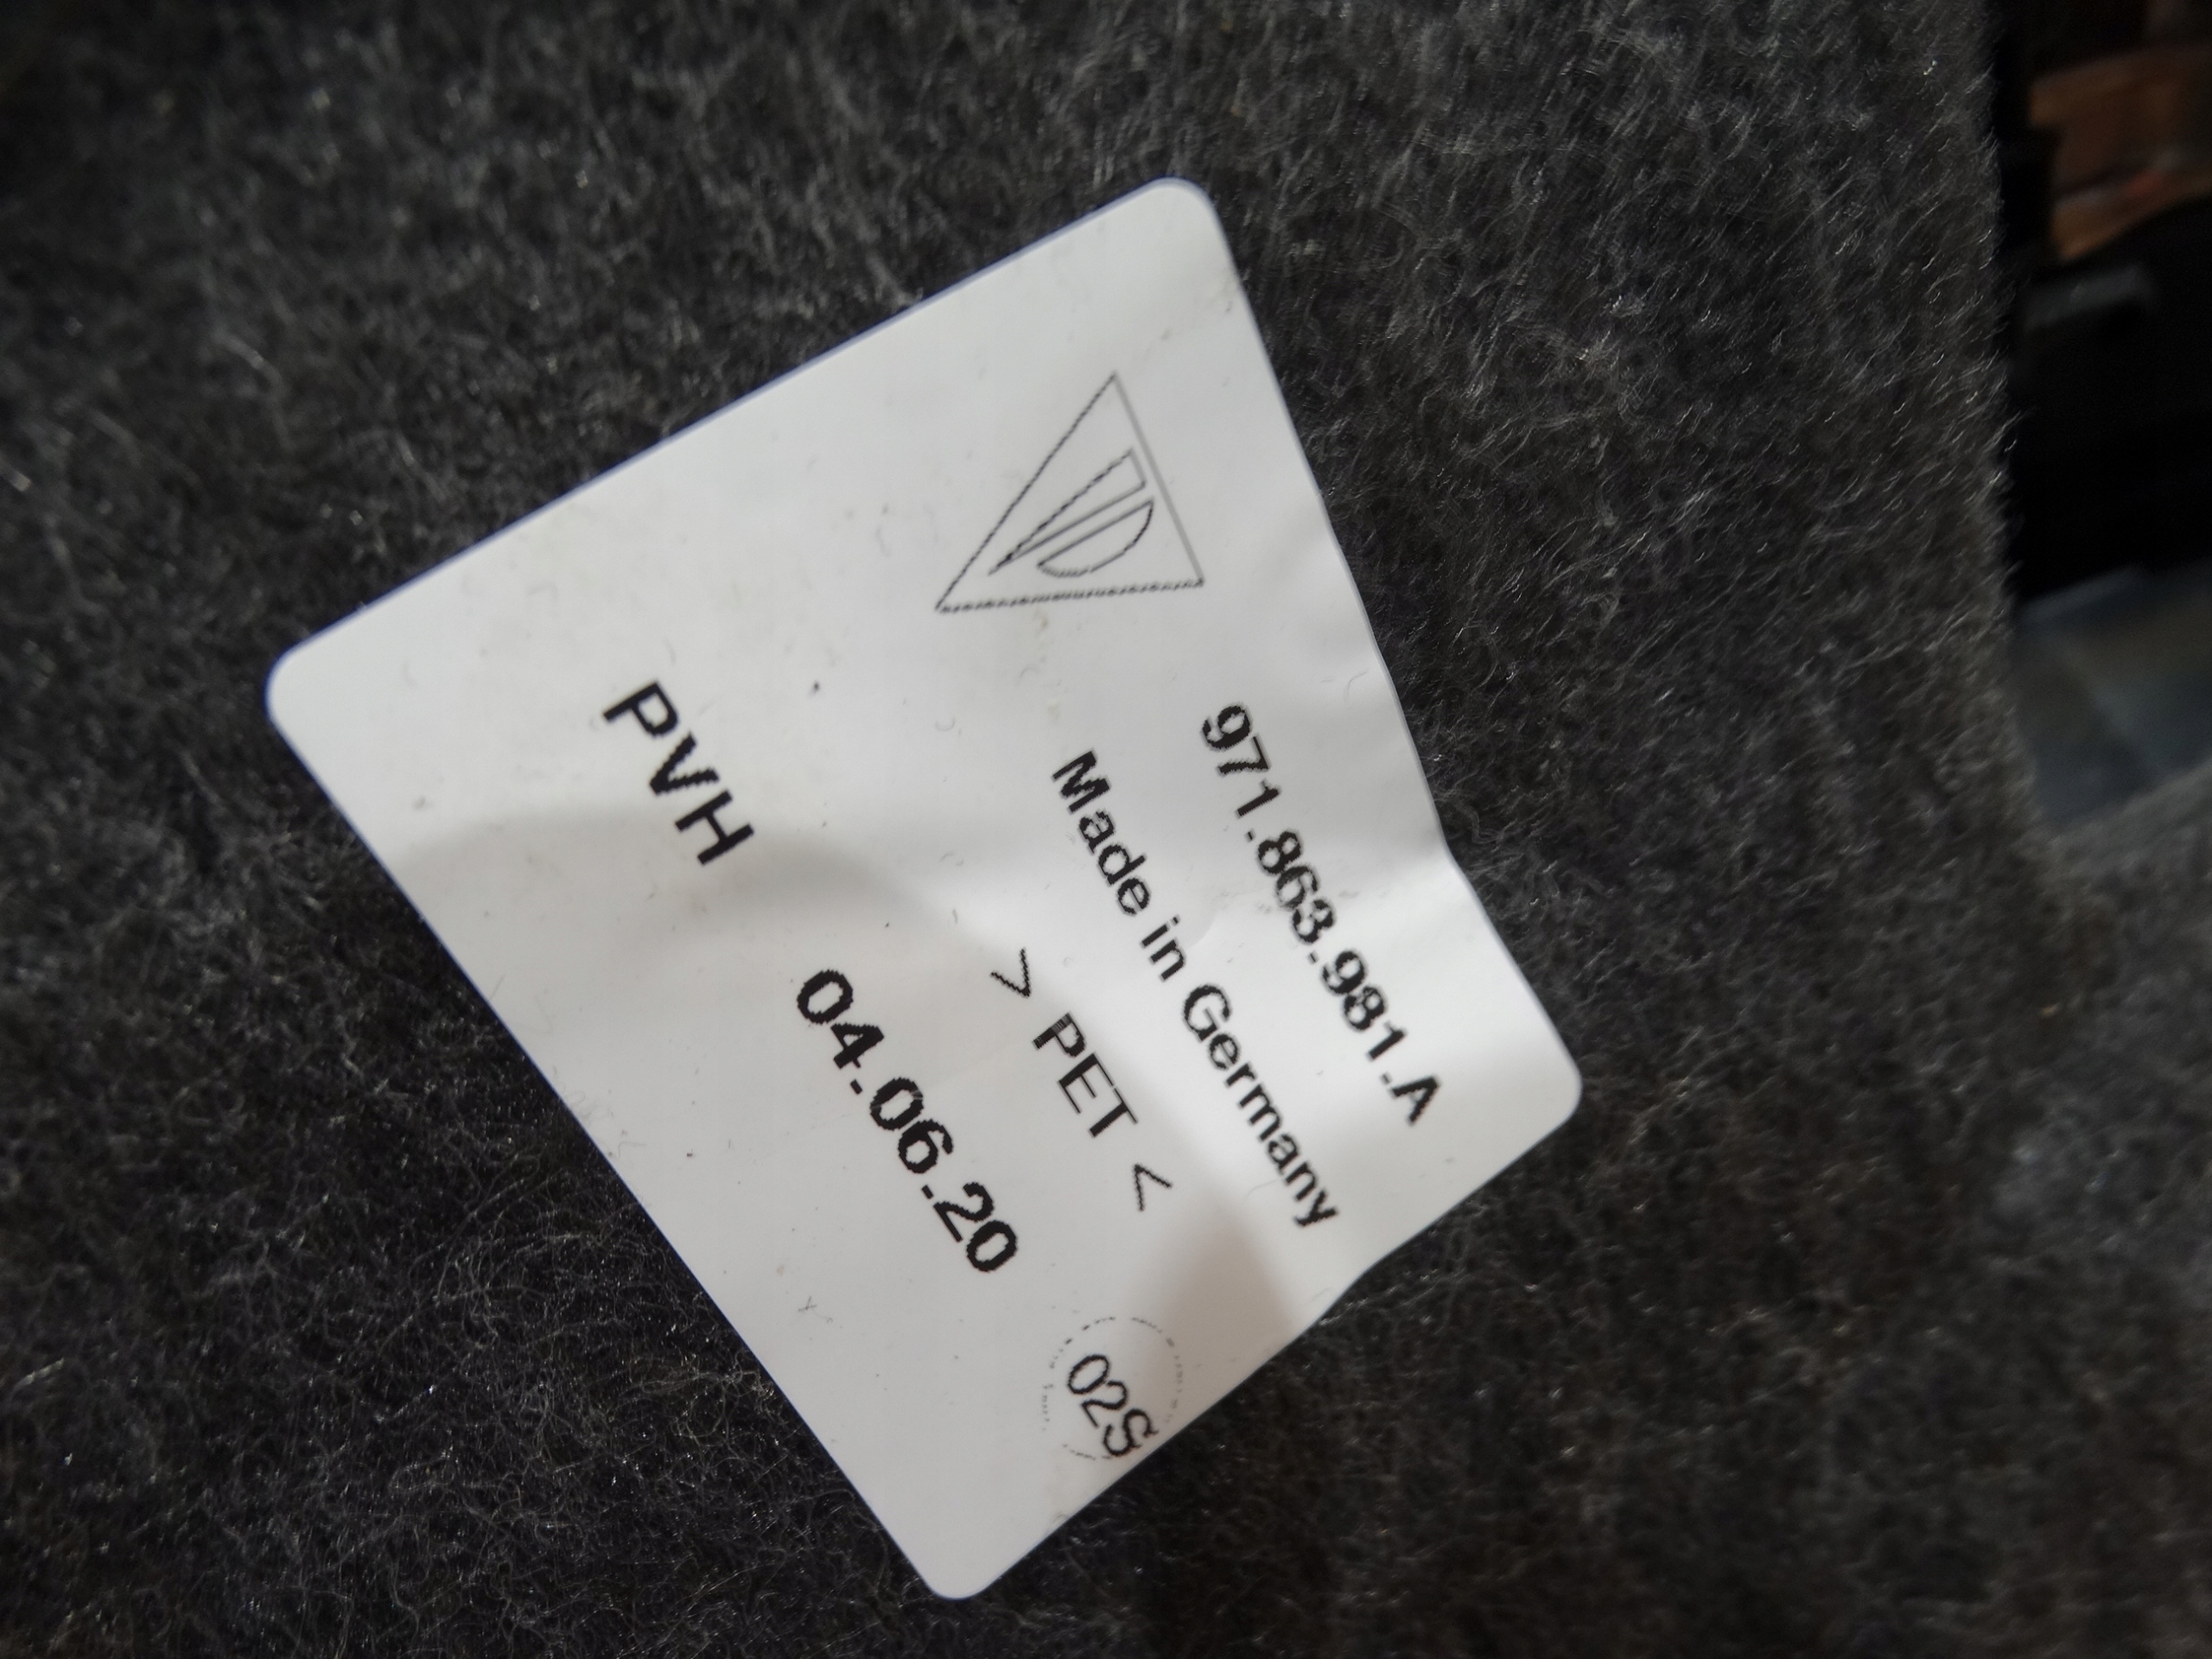 971.863.981.A
Made in Germany
> PET <
PVH 04.06.20
02S